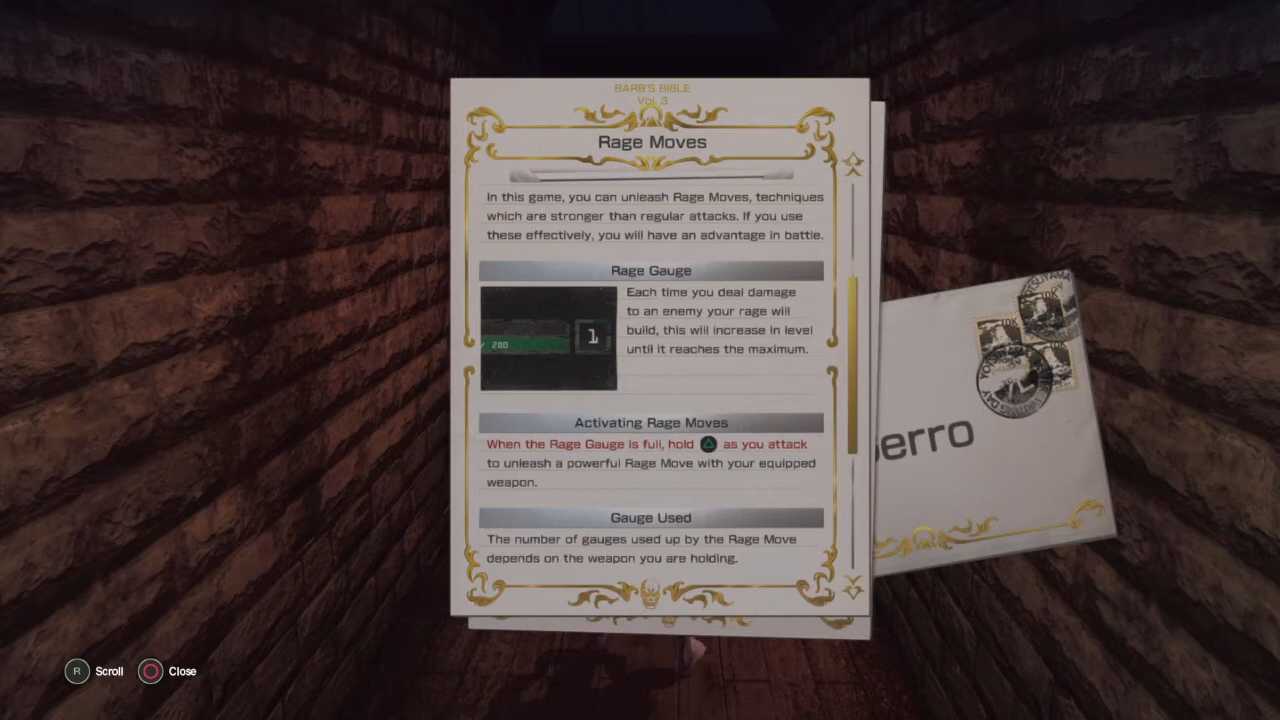 BARB'S BIBLE
Vol. 3
Rage Moves
In this game, you can unleash Rage Moves, techniques
which are stronger than regular attacks. If you use
these effectively, you will have an advantage in battle.
Rage Gauge
200
1
Each time you deal damage
to an enemy your rage will
build, this will increase in level
until it reaches the maximum.
Activating Rage Moves
When the Rage Gauge is full, hold as you attack
to unleash a powerful Rage Move with your equipped
weapon.
Gauge Used
The number of gauges used up by the Rage Move
depends on the weapon you are holding.
erro
R Scroll Close